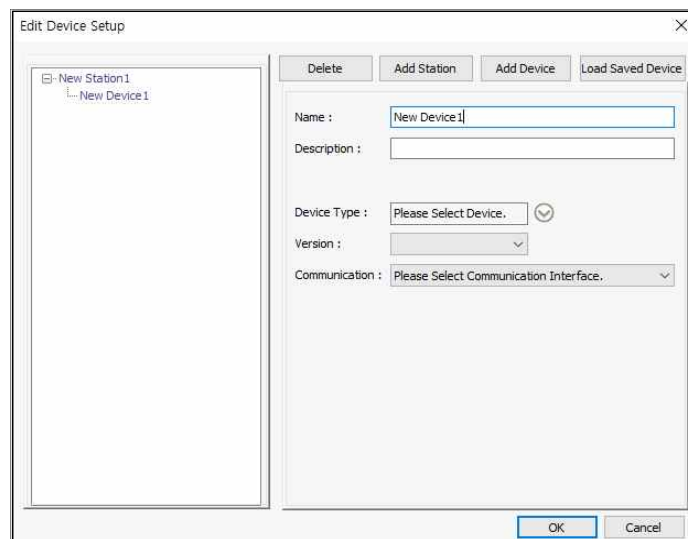 Edit Device Setup
New Station1
New Device1
Delete
Add Station
Add Device
Load Saved Device
Name :
New Device1
Description :
Device Type :
Please Select Device.
Version :
Communication :
Please Select Communication Interface.
OK
Cancel